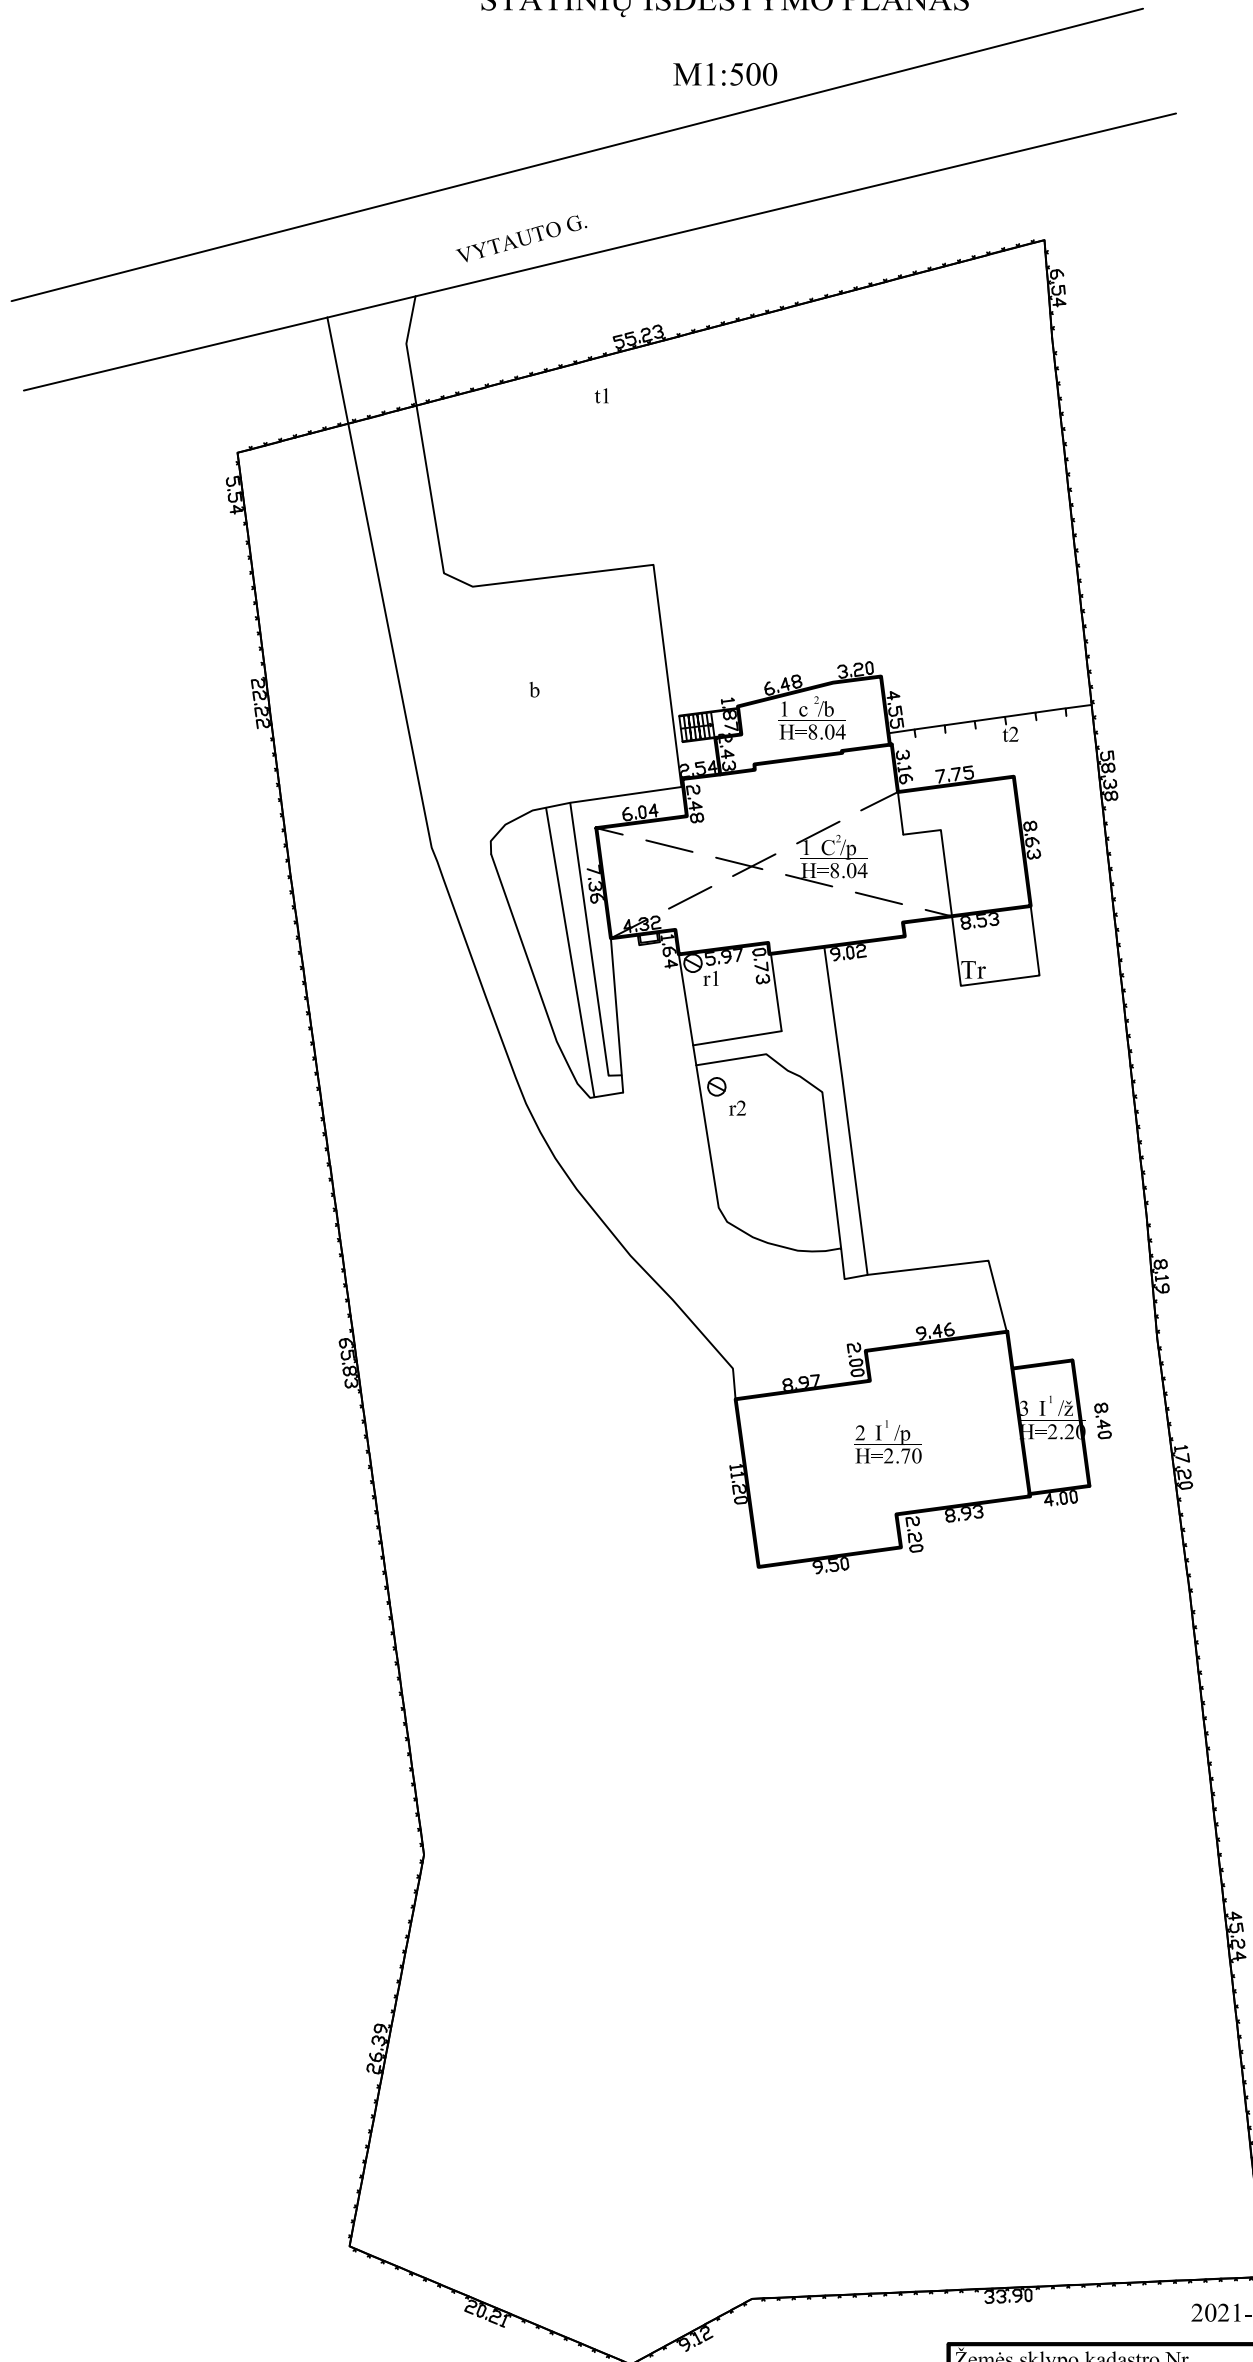 STATINIŲ IŠDĖSTYMO PLANAS
M1:500
VYTAUTO G.
6.54
55.23
t1
5.54
22.22
b
3.20
6.48
1.87
4.55
1 c²/b
H=8.04
t2
2.43
2.54
3.16
7.75
58.38
2.48
6.04
8.63
1 C²/p
H=8.04
7.36
4.32
8.53
1.64
5.97
0.73
9.02
Tr
r1
r2
8.19
65.83
9.46
2.00
8.97
3 I¹/ž
H=2.20
8.40
2 I¹/p
H=2.70
11.20
17.20
4.00
8.93
2.20
9.50
45.24
26.39
33.90
20.21
9.12
2021-
Žemės sklypo kadastro Nr.